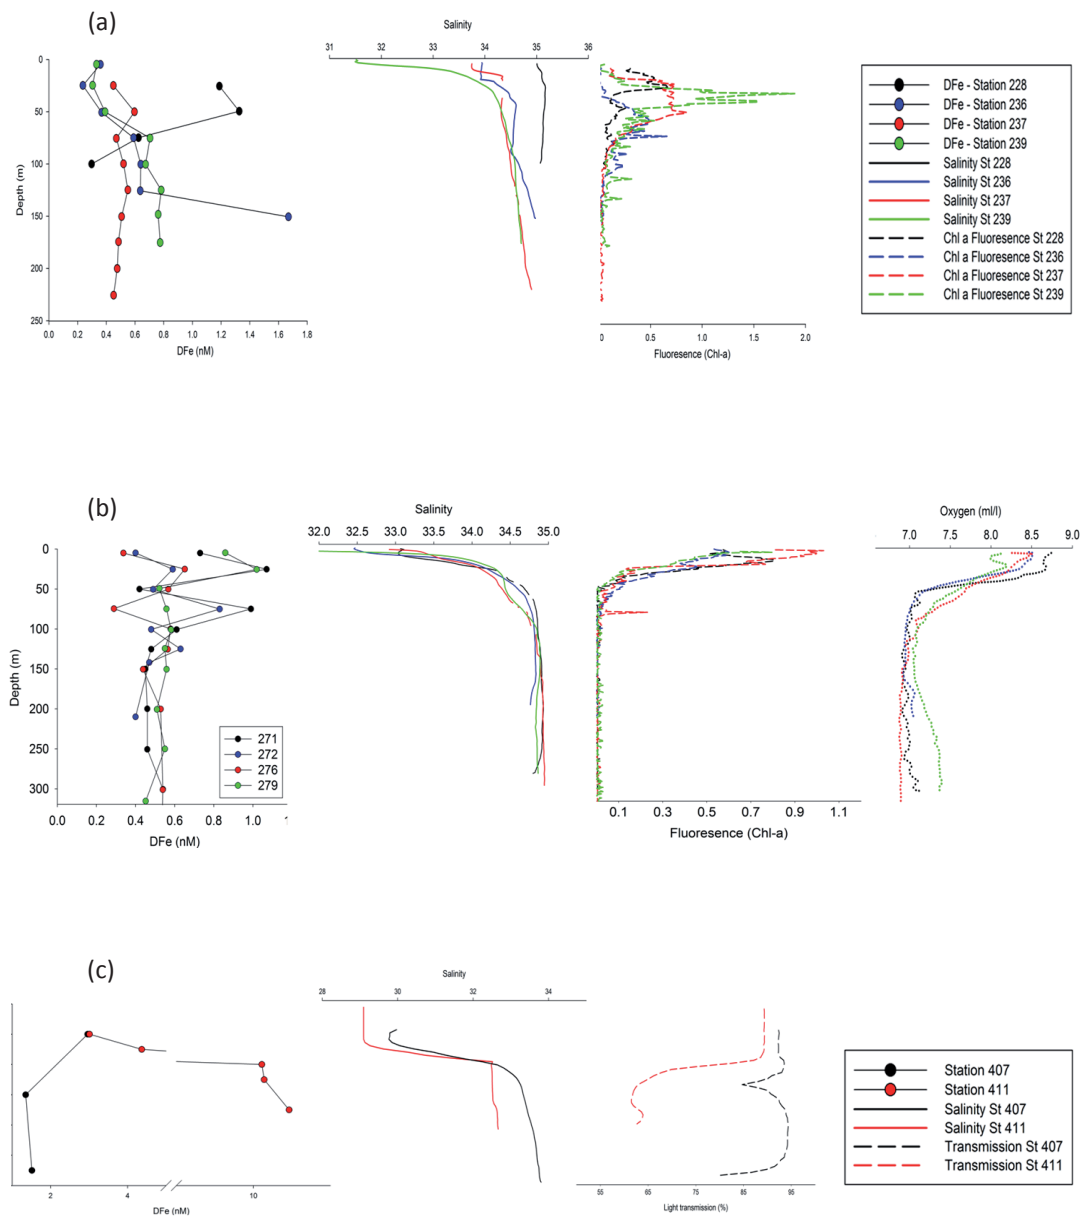 (a)
Salinity
31 32 33 34 35 36
0
50
100
150
200
250
Depth (m)
0.0 0.2 0.4 0.6 0.8 1.0 1.2 1.4 1.6 1.8
DFe (nM)
0 0.5 1.0 1.5 2.0
Fluoresence (Chl-a)
DFe - Station 228
DFe - Station 236
DFe - Station 237
DFe - Station 239
Salinity St 228
Salinity St 236
Salinity St 237
Salinity St 239
Chl a Fluoresence St 228
Chl a Fluoresence St 236
Chl a Fluoresence St 237
Chl a Fluoresence St 239
(b)
Salinity
32.0 32.5 33.0 33.5 34.0 34.5 35.0
Oxygen (ml/l)
7.0 8.0 9.0
0
50
100
150
200
250
300
Depth (m)
271
272
276
279
0.0 0.2 0.4 0.6 0.8 1.0
DFe (nM)
0.1 0.3 0.5 0.7 0.9 1.1
Fluoresence (Chl-a)
(c)
Salinity
28 30 32 34
2 4 10
DFe (nM)
55 65 75 85 95
Light transmission (%)
Station 407
Station 411
Salinity St 407
Salinity St 411
Transmission St 407
Transmission St 411